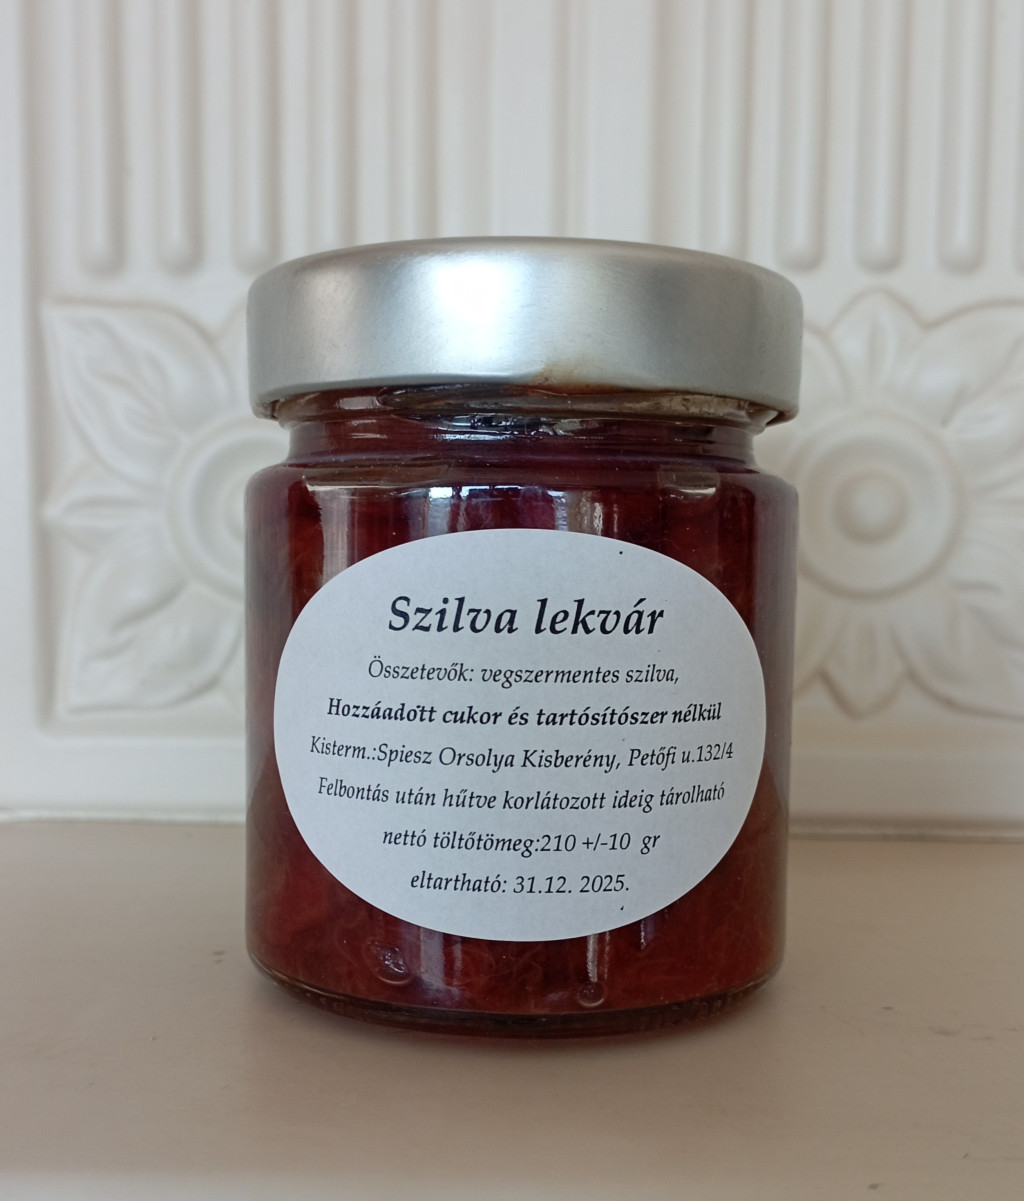 Szilva lekvár
Összetevők: vegszermentes szilva,
Hozzáadott cukor és tartósítószer nélkül
Kisterm.:Spiesz Orsolya Kisberény, Petőfi u.132/4
Felbontás után hűtve korlátozott ideig tárolható
nettó töltőtömeg:210 +/-10 gr
eltartható: 31.12. 2025.